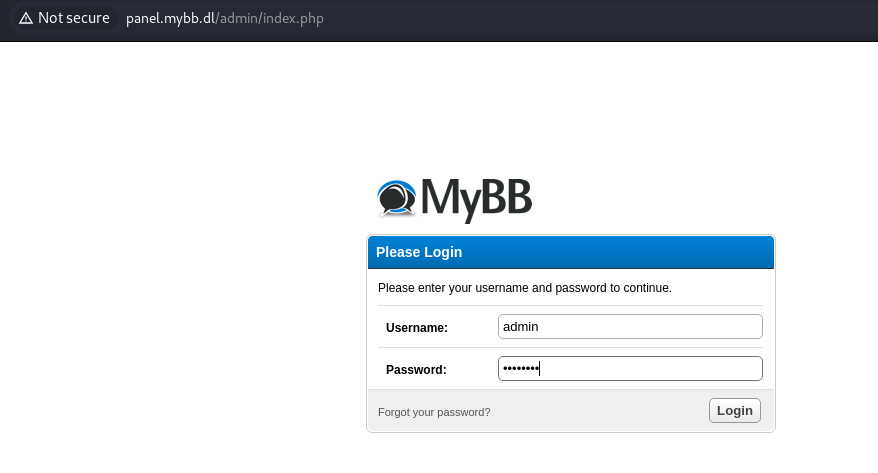 Not secure panel.mybb.dl/admin/index.php
MyBB
Please Login
Please enter your username and password to continue.
Username: admin
Password: ••••••••
Forgot your password? Login